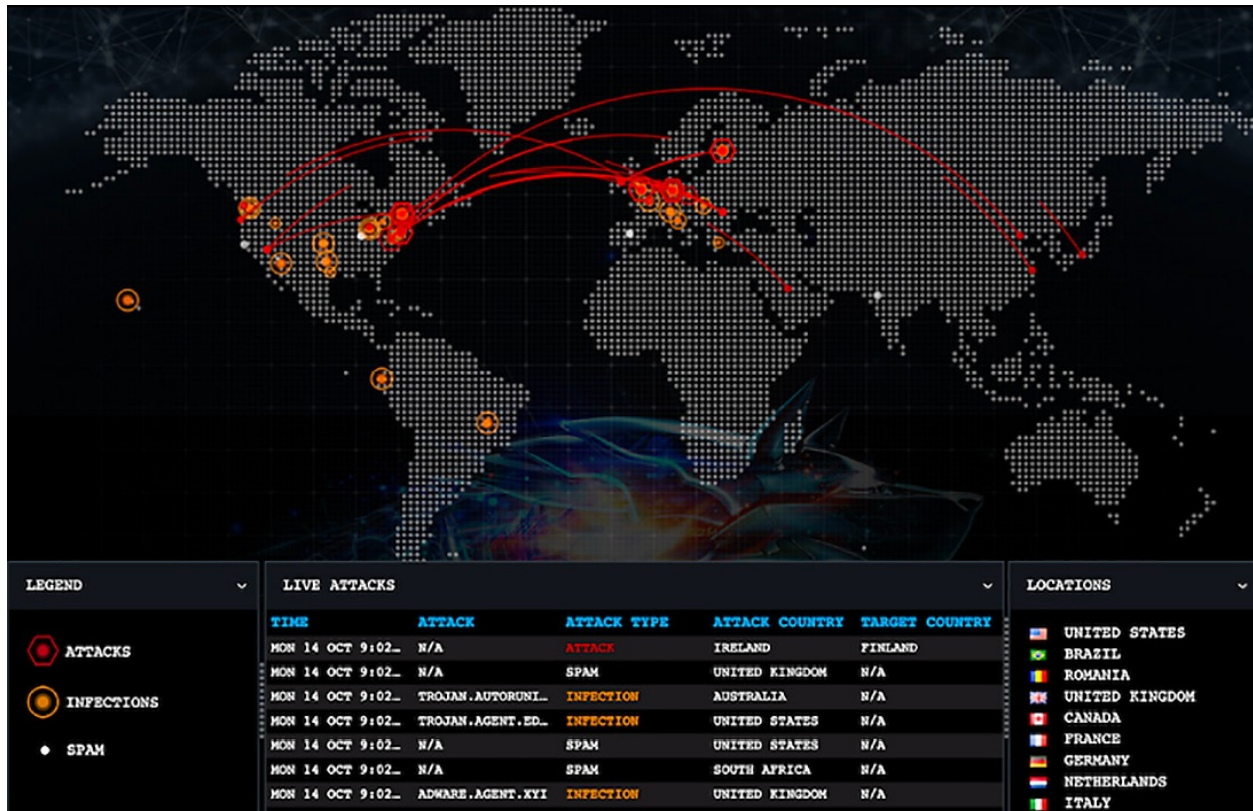 LEGEND
ATTACKS
INFECTIONS
SPAM
LIVE ATTACKS
TIME ATTACK ATTACK TYPE ATTACK COUNTRY TARGET COUNTRY
MON 14 OCT 9:02… N/A ATTACK IRELAND FINLAND
MON 14 OCT 9:02… N/A SPAM UNITED KINGDOM N/A
MON 14 OCT 9:02… TROJAN.AUTORUNI… INFECTION AUSTRALIA N/A
MON 14 OCT 9:02… TROJAN.AGENT.ED… INFECTION UNITED STATES N/A
MON 14 OCT 9:02… N/A SPAM UNITED STATES N/A
MON 14 OCT 9:02… N/A SPAM SOUTH AFRICA N/A
MON 14 OCT 9:02… ADWARE.AGENT.XYI INFECTION UNITED KINGDOM N/A
LOCATIONS
UNITED STATES
BRAZIL
ROMANIA
UNITED KINGDOM
CANADA
FRANCE
GERMANY
NETHERLANDS
ITALY